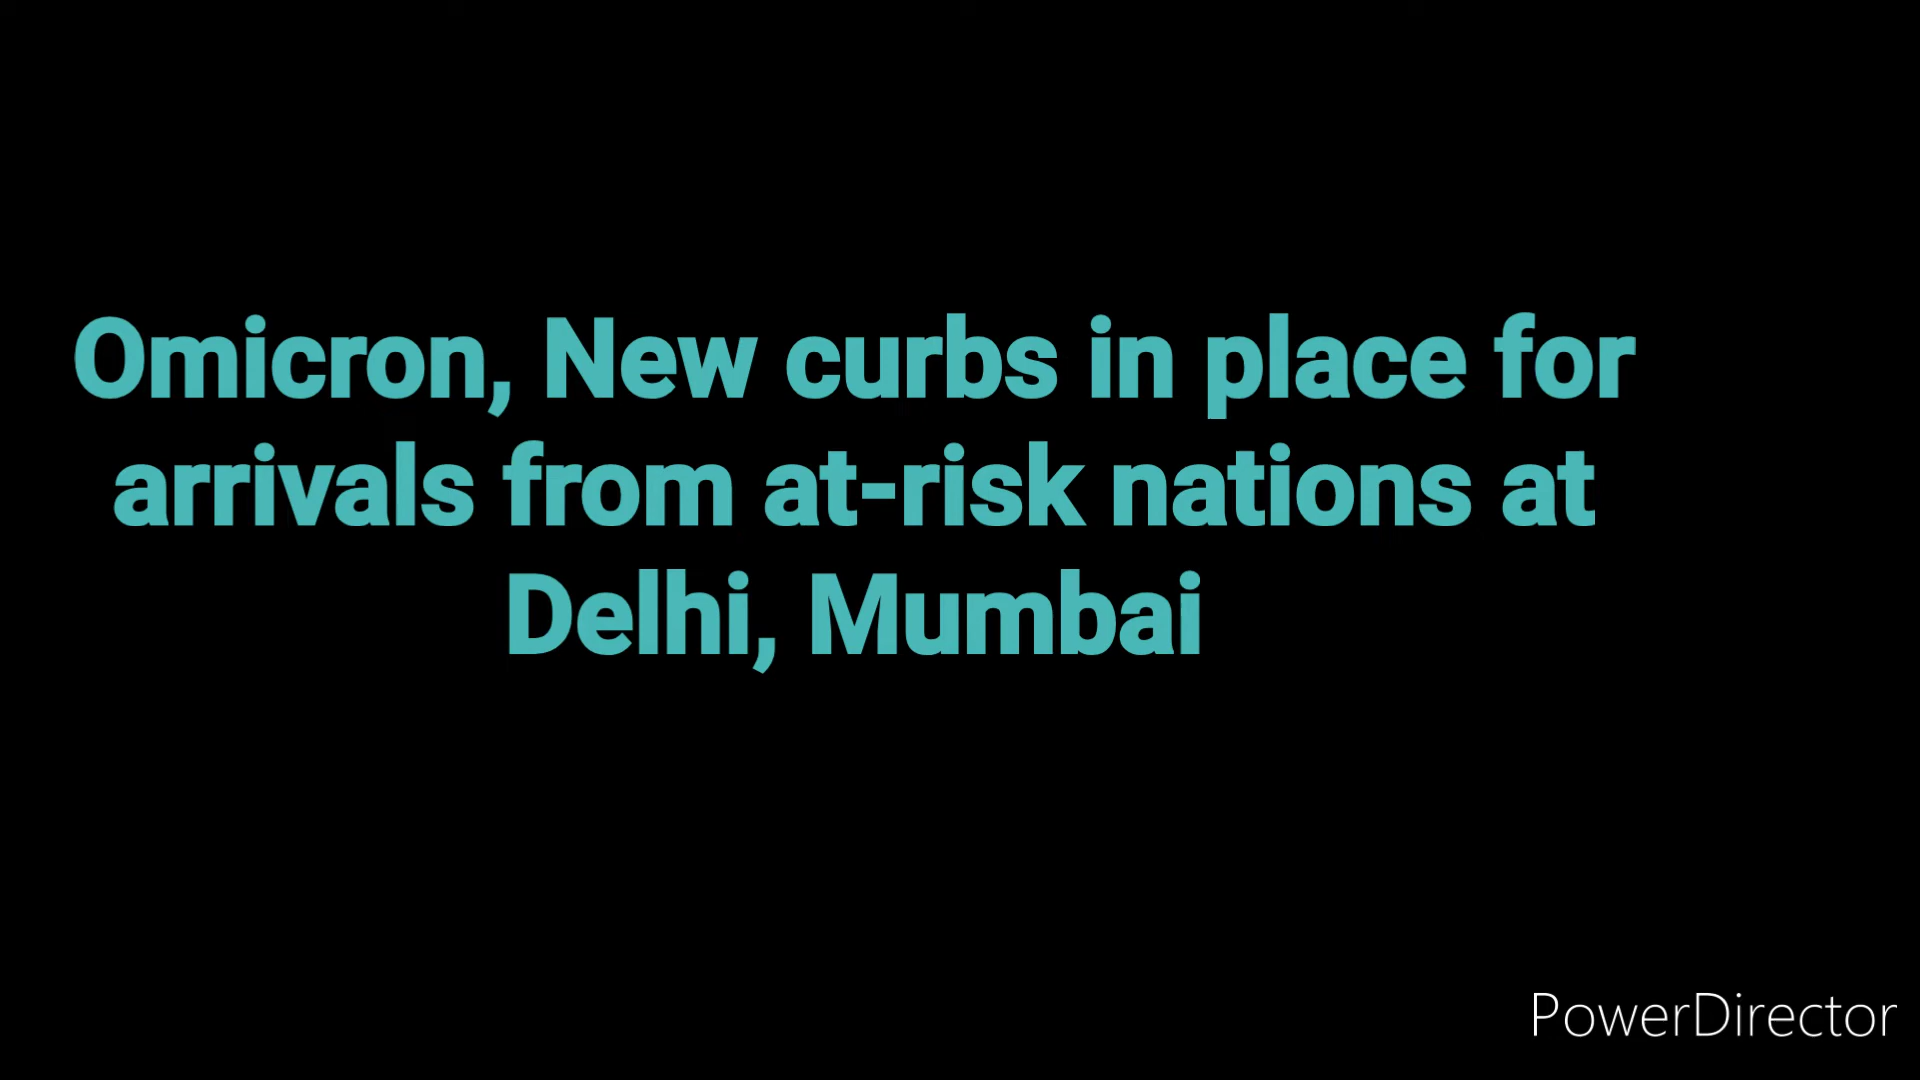 Omicron, New curbs in place for
arrivals from at-risk nations at
Delhi, Mumbai
PowerDirector